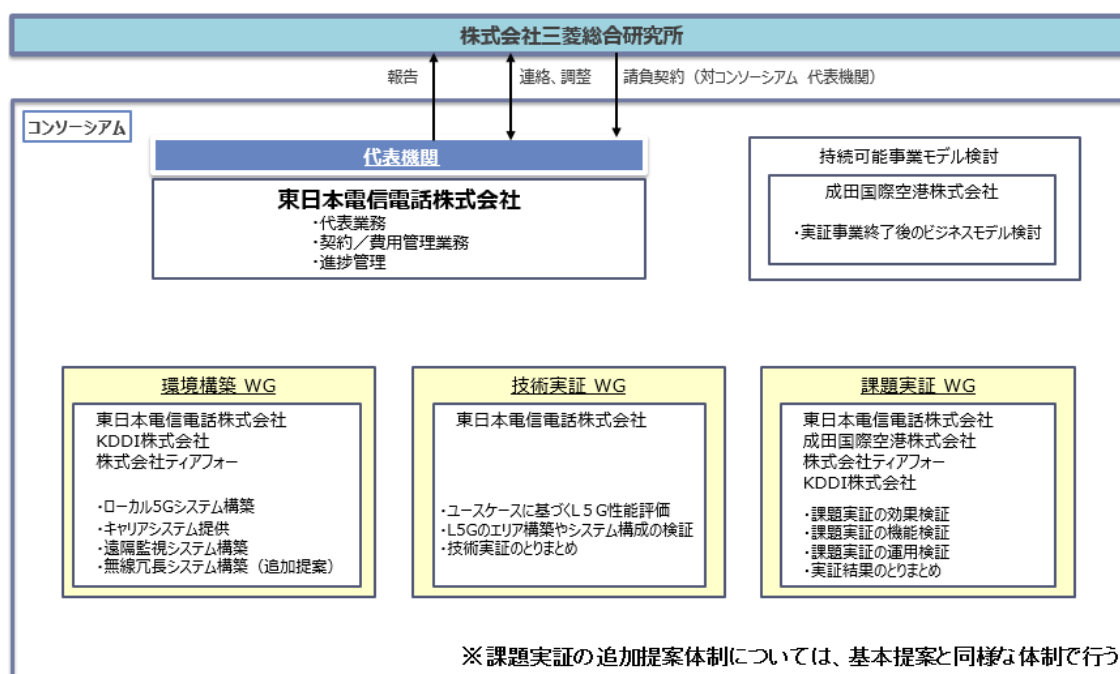 株式会社三菱総合研究所
報告
連絡、調整
請負契約（対コンソーシアム 代表機関）
コンソーシアム
代表機関
東日本電信電話株式会社
・代表業務
・契約／費用管理業務
・進捗管理
持続可能事業モデル検討
成田国際空港株式会社
・実証事業終了後のビジネスモデル検討
環境構築 WG
東日本電信電話株式会社
KDDI株式会社
株式会社ティアフォー
・ローカル5Gシステム構築
・キャリアシステム提供
・遠隔監視システム構築
・無線冗長システム構築（追加提案）
技術実証 WG
東日本電信電話株式会社
・ユースケースに基づくL５G性能評価
・L5Gのエリア構築やシステム構成の検証
・技術実証のとりまとめ
課題実証 WG
東日本電信電話株式会社
成田国際空港株式会社
株式会社ティアフォー
KDDI株式会社
・課題実証の効果検証
・課題実証の機能検証
・課題実証の運用検証
・実証結果のとりまとめ
※課題実証の追加提案体制については、基本提案と同様な体制で行う